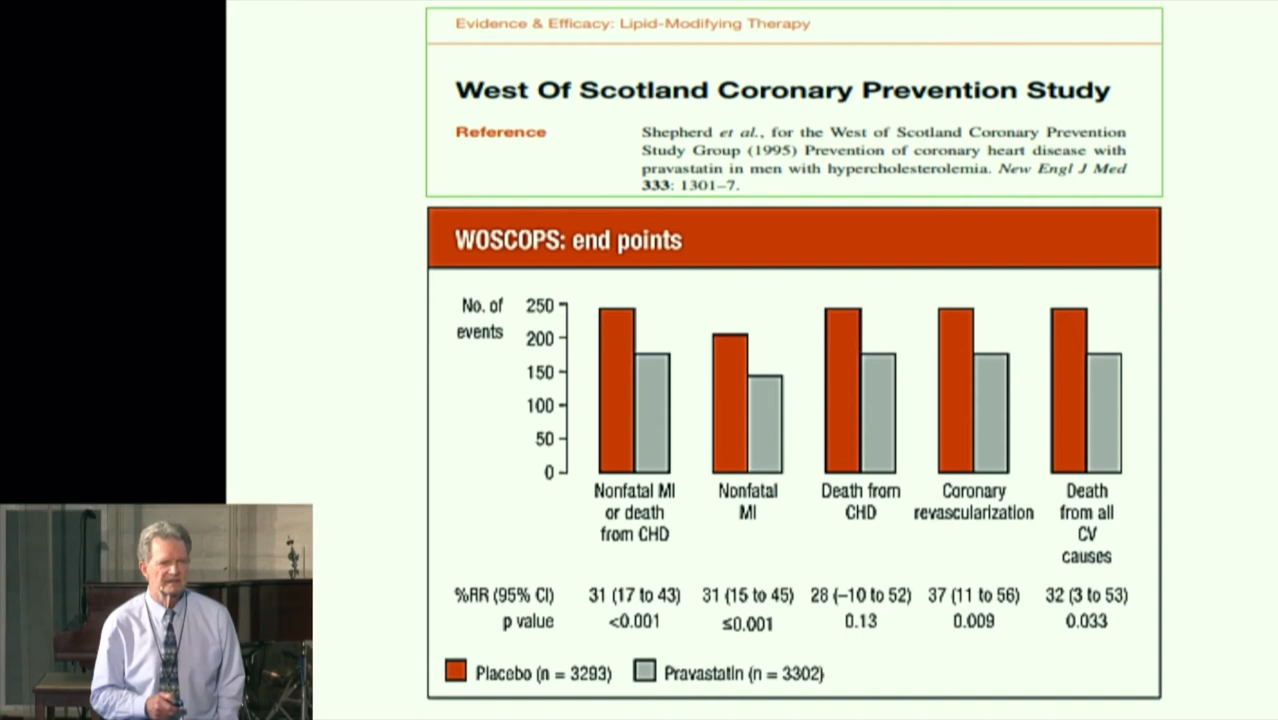 Evidence & Efficacy: Lipid-Modifying Therapy
West Of Scotland Coronary Prevention Study
Reference
Shepherd et al., for the West of Scotland Coronary Prevention
Study Group (1995) Prevention of coronary heart disease with
pravastatin in men with hypercholesterolemia. New Engl J Med
333: 1301–7.
WOSCOPS: end points
No. of
events
250
200
150
100
50
0
Nonfatal MI
or death
from CHD
Nonfatal
MI
Death from
CHD
Coronary
revascularization
Death
from all
CV
causes
%RR (95% CI) 31 (17 to 43) 31 (15 to 45) 28 (–10 to 52) 37 (11 to 56) 32 (3 to 53)
p value <0.001 ≤0.001 0.13 0.009 0.033
Placebo (n = 3293) Pravastatin (n = 3302)